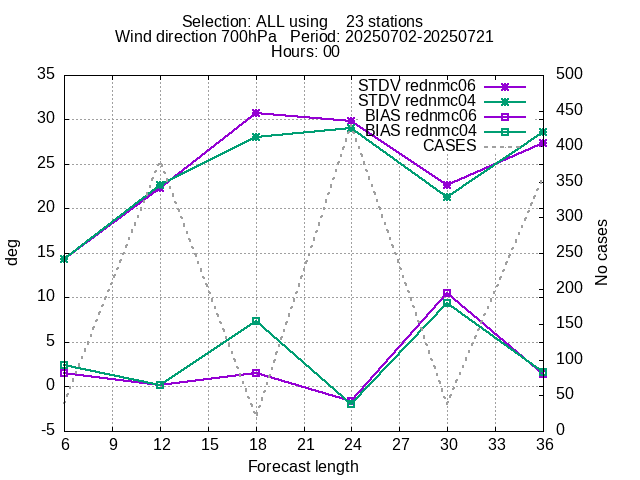 Selection: ALL using    23 stations
Wind direction 700hPa   Period: 20250702-20250721
Hours: 00
STDV rednmc06
STDV rednmc04
BIAS rednmc06
BIAS rednmc04
CASES
deg
35
30
25
20
15
10
5
0
-5
No cases
500
450
400
350
300
250
200
150
100
50
0
6 9 12 15 18 21 24 27 30 33 36
Forecast length